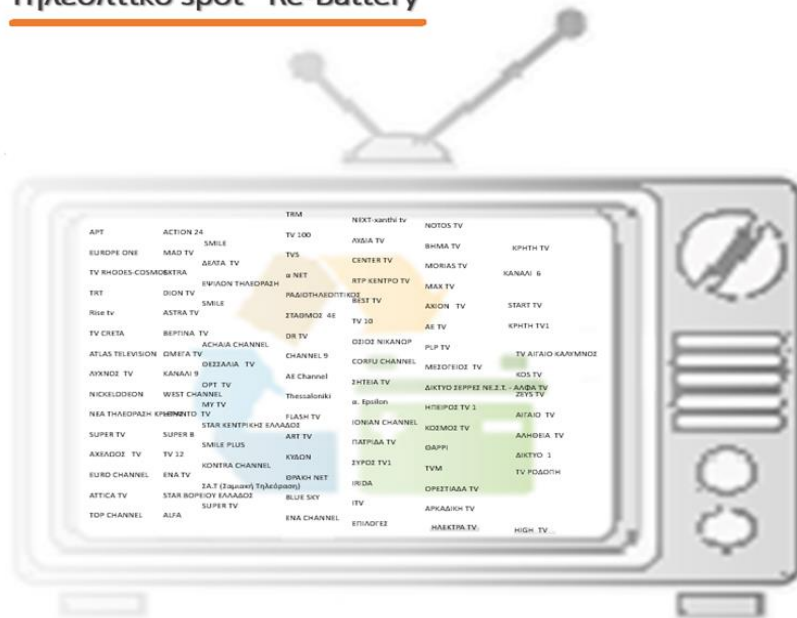 Τηλεοπτικό spot - Re-Battery
ΑΡΤ
EUROPE ONE
TV RHODES-COSMOS
TRT
Rise tv
TV CRETA
ATLAS TELEVISION
ΛΥΧΝΟΣ TV
NICKELODEON
ΝΕΑ ΤΗΛΕΟΡΑΣΗ
SUPER TV
ΑΧΕΛΩΟΣ TV
EURO CHANNEL
ATTICA TV
TOP CHANNEL
ACTION 24
MAD TV
EXTRA
DION TV
ASTRA TV
ΒΕΡΓΙΝΑ TV
ΩΜΕΓΑ TV
ΚΑΝΑΛΙ 9
WEST CHANNEL
TV
SUPER B
TV 12
ENA TV
STAR ΒΟΡΕΙΟΥ ΕΛΛΑΔΟΣ
ALFA
SMILE
ΔΕΛΤΑ TV
ΕΨΙΛΟΝ ΤΗΛΕΟΡΑΣΗ
SMILE
ACHAIA CHANNEL
ΘΕΣΣΑΛΙΑ TV
ΟΡΤ TV
MY TV
STAR ΚΕΝΤΡΙΚΗΣ ΕΛΛΑΔΟΣ
SMILE PLUS
KONTRA CHANNEL
ΣΑ.Τ (Σαμιακή Τηλεόραση)
SUPER TV
TRM
TV 100
TV5
α NET
ΡΑΔΙΟΤΗΛΕΟΠΤΙΚΟΣ
ΣΤΑΘΜΟΣ 4Ε
DR TV
CHANNEL 9
AE Channel
Thessaloniki
FLASH TV
ART TV
ΚΥΔΩΝ
ΘΡΑΚΗ NET
BLUE SKY
ENA CHANNEL
NEXT-xanthi tv
ΛΥΔΙΑ TV
CENTER TV
RTP ΚΕΝΤΡΟ TV
BEST TV
TV 10
ΟΣΙΟΣ ΝΙΚΑΝΩΡ
CORFU CHANNEL
ΣΗΤΕΙΑ TV
α. Epsilon
IONIAN CHANNEL
ΠΑΤΡΙΔΑ TV
ΣΥΡΟΣ TV1
IRIDA
ITV
ΕΠΙΛΟΓΕΣ
NOTOS TV
ΒΗΜΑ TV
MORIAS TV
MAX TV
ΑΧΙΟΝ TV
AE TV
PLP TV
ΜΕΣΟΓΕΙΟΣ TV
ΔΙΚΤΥΟ ΣΕΡΡΕΣ ΝΕ.Σ.Τ. - ΑΛΦΑ TV
ΗΠΕΙΡΟΣ TV 1
ΚΟΣΜΟΣ TV
ΘΑΡΡΙ
TVM
ΟΡΕΣΤΙΑΔΑ TV
ΑΡΚΑΔΙΚΗ TV
ΗΛΕΚΤΡΑ TV
ΚΡΗΤΗ TV
ΚΑΝΑΛΙ 6
START TV
ΚΡΗΤΗ TV1
TV ΑΙΓΑΙΟ ΚΑΛΥΜΝΟΣ
KOS TV
ZEYS TV
ΑΙΓΑΙΟ TV
ΑΛΗΘΕΙΑ TV
ΔΙΚΤΥΟ 1
TV ΡΟΔΟΠΗ
HIGH TV